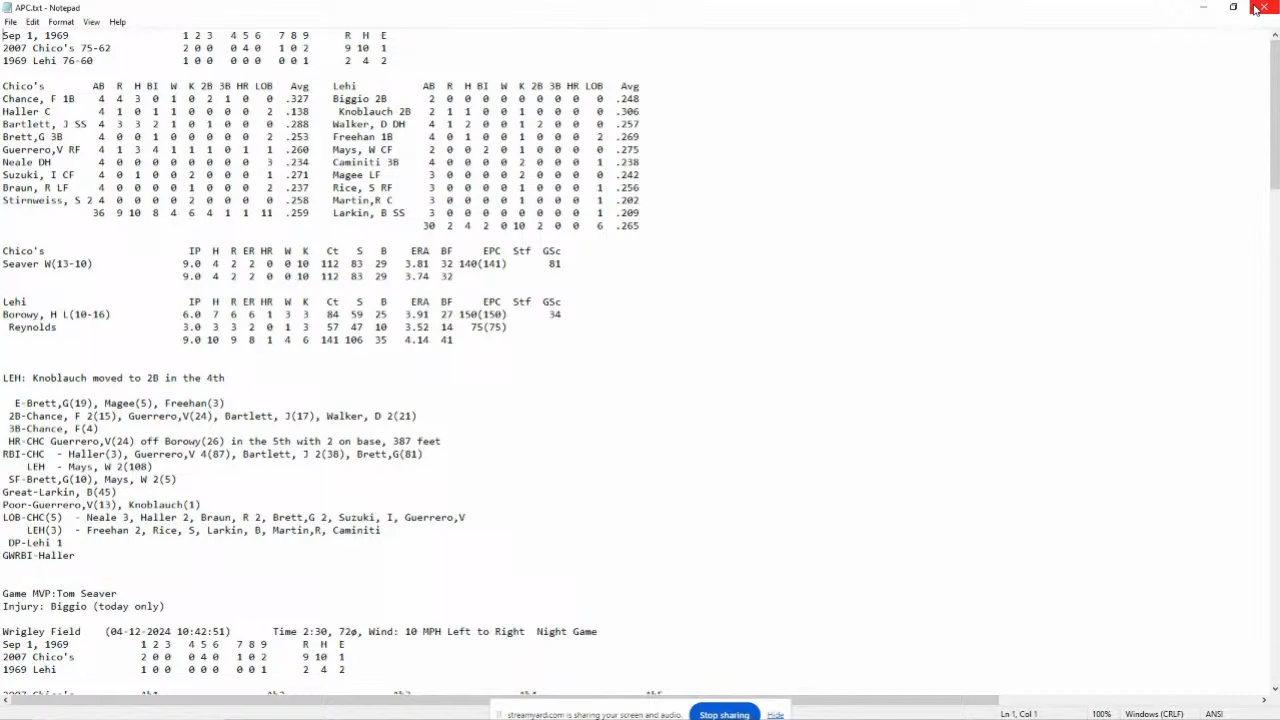 APC.txt - Notepad
File Edit Format View Help
Sep 1, 1969 1 2 3 4 5 6 7 8 9 R H E
2007 Chico's 75-62 2 0 0 0 4 0 1 0 2 9 10 1
1969 Lehi 76-60 1 0 0 0 0 0 0 0 1 2 4 2
Chico's AB R H BI W K 2B 3B HR LOB Avg Lehi AB R H BI W K 2B 3B HR LOB Avg
Chance, F 1B 4 4 3 0 1 0 2 1 0 0 .327 Biggio 2B 2 0 0 0 0 0 0 0 0 0 .248
Haller C 4 1 0 1 1 0 0 0 0 2 .138 Knoblauch 2B 2 1 1 0 0 1 0 0 0 0 .306
Bartlett, J SS 4 3 3 2 1 0 1 0 0 0 .288 Walker, D DH 4 1 2 0 0 1 2 0 0 0 .257
Brett,G 3B 4 0 0 1 0 0 0 0 0 2 .253 Freehan 1B 4 0 1 0 0 1 0 0 0 2 .269
Guerrero,V RF 4 1 3 4 1 1 1 0 1 1 .260 Mays, W CF 2 0 0 2 0 1 0 0 0 0 .275
Neale DH 4 0 0 0 0 0 0 0 0 3 .234 Caminiti 3B 4 0 0 0 0 2 0 0 0 1 .238
Suzuki, I CF 4 0 1 0 0 2 0 0 0 1 .271 Magee LF 3 0 0 0 0 2 0 0 0 0 .242
Braun, R LF 4 0 0 0 0 1 0 0 0 2 .237 Rice, S RF 3 0 0 0 0 1 0 0 0 1 .256
Stirnweiss, S 2 4 0 0 0 0 2 0 0 0 0 .258 Martin,R C 3 0 0 0 0 1 0 0 0 1 .202
36 9 10 8 4 6 4 1 1 11 .259 Larkin, B SS 3 0 0 0 0 0 0 0 0 1 .209
30 2 4 2 0 10 2 0 0 6 .265
Chico's IP H R ER HR W K Ct S B ERA BF EPC Stf GSc
Seaver W(13-10) 9.0 4 2 2 0 0 10 112 83 29 3.81 32 140(141) 81
9.0 4 2 2 0 0 10 112 83 29 3.74 32
Lehi IP H R ER HR W K Ct S B ERA BF EPC Stf GSc
Borowy, H L(10-16) 6.0 7 6 6 1 3 3 84 59 25 3.91 27 150(150) 34
Reynolds 3.0 3 3 2 0 1 3 57 47 10 3.52 14 75(75)
9.0 10 9 8 1 4 6 141 106 35 4.14 41
LEH: Knoblauch moved to 2B in the 4th
E-Brett,G(19), Magee(5), Freehan(3)
2B-Chance, F 2(15), Guerrero,V(24), Bartlett, J(17), Walker, D 2(21)
3B-Chance, F(4)
HR-CHC Guerrero,V(24) off Borowy(26) in the 5th with 2 on base, 387 feet
RBI-CHC - Haller(3), Guerrero,V 4(87), Bartlett, J 2(38), Brett,G(81)
LEH - Mays, W 2(108)
SF-Brett,G(10), Mays, W 2(5)
Great-Larkin, B(45)
Poor-Guerrero,V(13), Knoblauch(1)
LOB-CHC(5) - Neale 3, Haller 2, Braun, R 2, Brett,G 2, Suzuki, I, Guerrero,V
LEH(3) - Freehan 2, Rice, S, Larkin, B, Martin,R, Caminiti
DP-Lehi 1
GWRBI-Haller
Game MVP:Tom Seaver
Injury: Biggio (today only)
Wrigley Field (04-12-2024 10:42:51) Time 2:30, 72ø, Wind: 10 MPH Left to Right Night Game
Sep 1, 1969 1 2 3 4 5 6 7 8 9 R H E
2007 Chico's 2 0 0 0 4 0 1 0 2 9 10 1
1969 Lehi 1 0 0 0 0 0 0 0 1 2 4 2
streamyard.com is sharing your screen and audio. Stop sharing Hide
Ln 1, Col 1 100% Windows (CRLF) ANSI